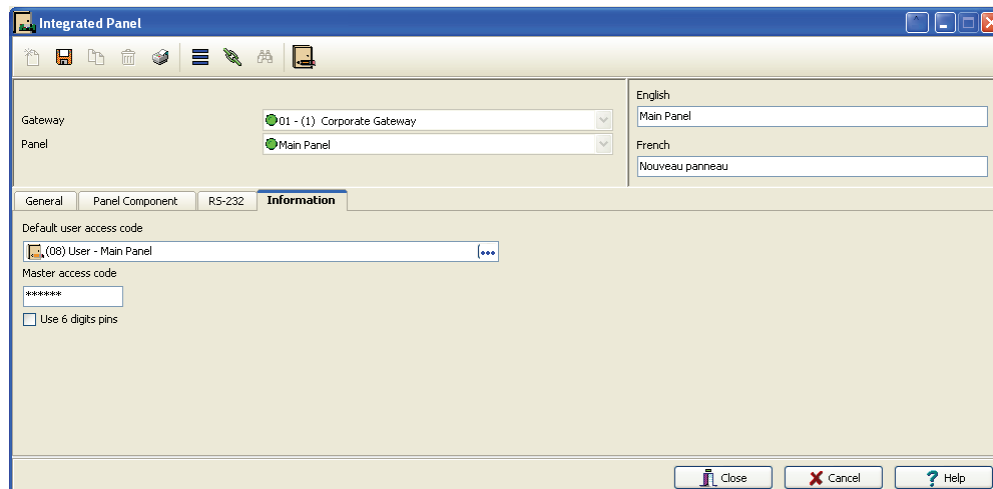 Integrated Panel
English
Gateway
01 - (1) Corporate Gateway
Main Panel
Panel
Main Panel
French
Nouveau panneau
General
Panel Component
RS-232
Information
Default user access code
(08) User - Main Panel
Master access code
******
Use 6 digits pins
Close
Cancel
Help